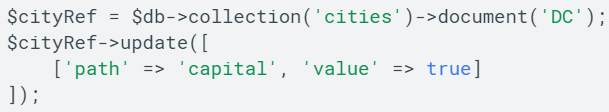 $cityRef = $db->collection('cities')->document('DC');
$cityRef->update([
    ['path' => 'capital', 'value' => true]
]);